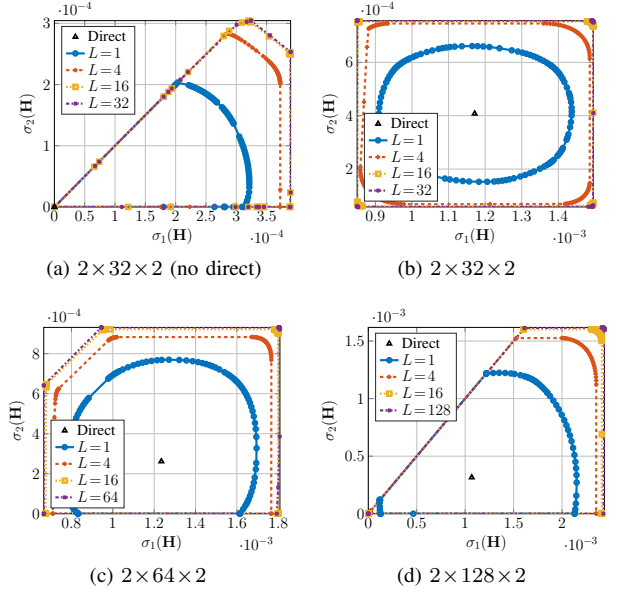 ·10⁻⁴
3
2
1
0
σ₂(H)
Direct
L=1
L=4
L=16
L=32
0 0.5 1 1.5 2 2.5 3 3.5
·10⁻⁴
σ₁(H)
(a) 2×32×2 (no direct)
·10⁻⁴
6
4
2
σ₂(H)
Direct
L=1
L=4
L=16
L=32
0.9 1 1.1 1.2 1.3 1.4
·10⁻³
σ₁(H)
(b) 2×32×2
·10⁻⁴
8
6
4
2
0
σ₂(H)
Direct
L=1
L=4
L=16
L=64
0.8 1 1.2 1.4 1.6 1.8
·10⁻³
σ₁(H)
(c) 2×64×2
·10⁻³
1.5
1
0.5
0
σ₂(H)
Direct
L=1
L=4
L=16
L=128
0 0.5 1 1.5 2
·10⁻³
σ₁(H)
(d) 2×128×2